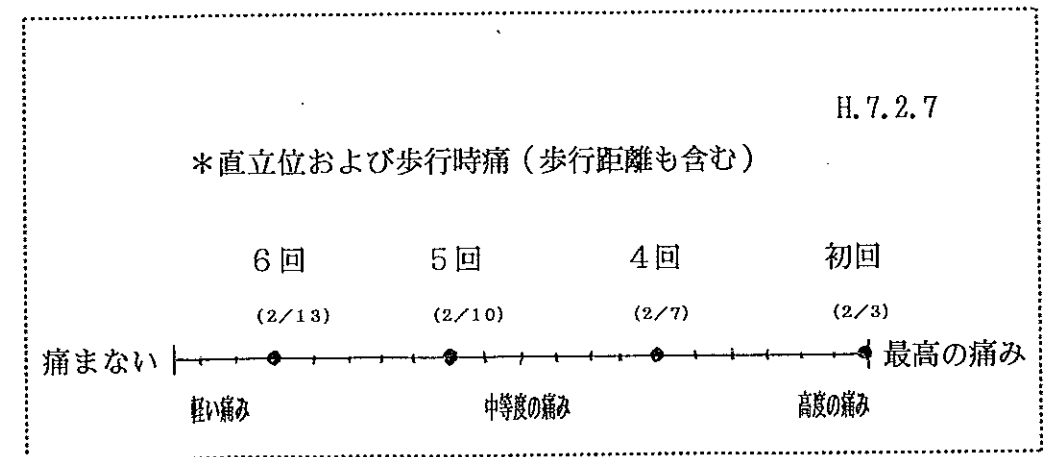 H.7.2.7
＊直立位および歩行時痛（歩行距離も含む）
6回 5回 4回 初回
(2/13) (2/10) (2/7) (2/3)
痛まない 最高の痛み
軽い痛み 中等度の痛み 高度の痛み